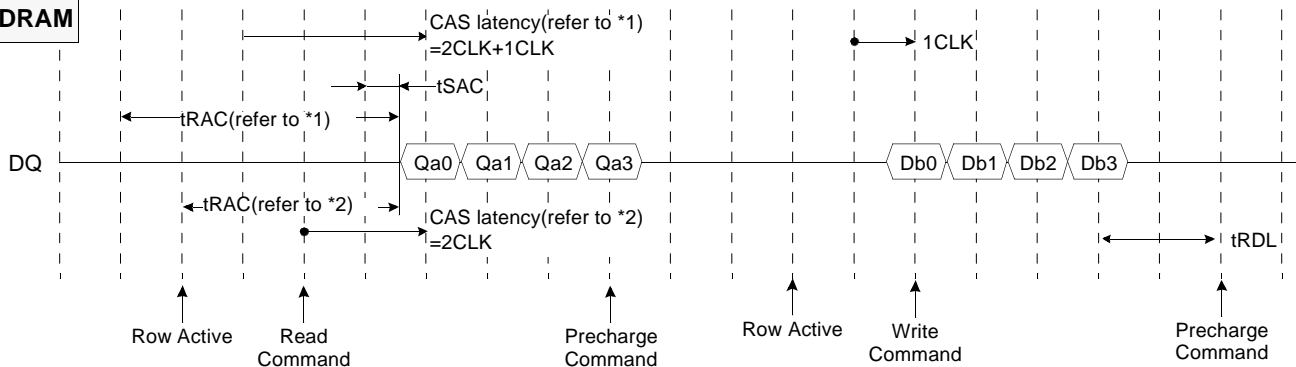 DRAM
CAS latency(refer to *1)
=2CLK+1CLK
1CLK
tSAC
tRAC(refer to *1)
DQ
Qa0
Qa1
Qa2
Qa3
Db0
Db1
Db2
Db3
tRAC(refer to *2)
CAS latency(refer to *2)
=2CLK
tRDL
Row Active
Read
Command
Precharge
Command
Row Active
Write
Command
Precharge
Command